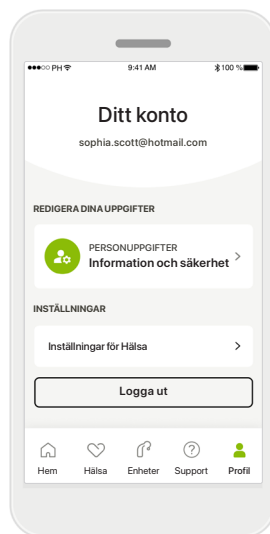 PH 9:41 AM 100 %
Ditt konto
sophia.scott@hotmail.com
REDIGERA DINA UPPGIFTER
PERSONUPPGIFTER
Information och säkerhet
INSTÄLLNINGAR
Inställningar för Hälsa
Logga ut
Hem Hälsa Enheter Support Profil